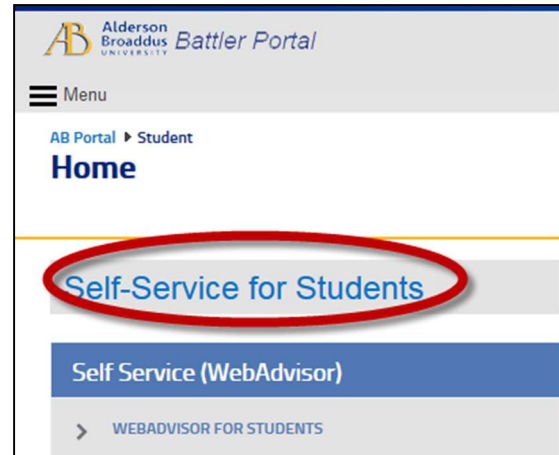 AB Alderson
Broaddus
UNIVERSITY
Battler Portal
Menu
AB Portal ▶ Student
Home
Self-Service for Students
Self Service (WebAdvisor)
> WEBADVISOR FOR STUDENTS